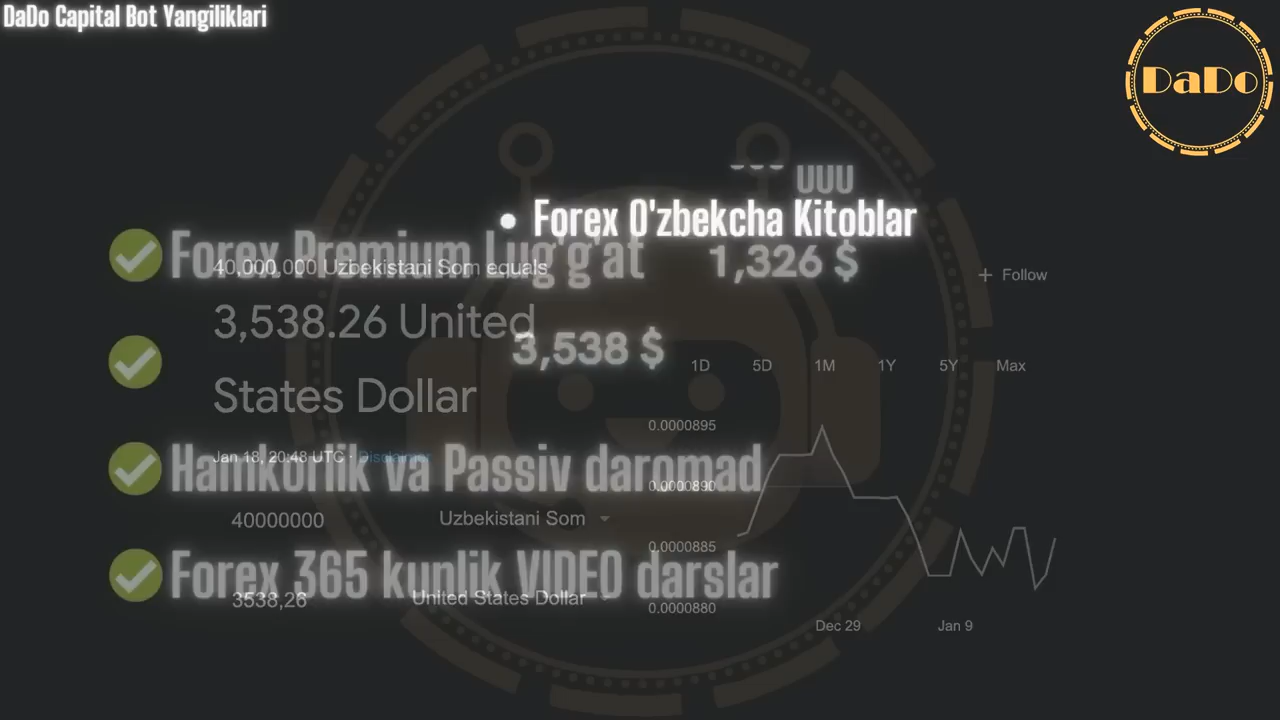 DaDo Capital Bot Yangiliklari
DaDo
Forex O'zbekcha Kitoblar
Forex Premium Lug'g'at
1,326 $
40,000,000 Uzbekistani Som equals
3,538.26 United
States Dollar
3,538 $
+ Follow
1D 5D 1M 1Y 5Y Max
Jan 18, 20:48 UTC · Disclaimer
Hamkorlik va Passiv daromad
40000000 Uzbekistani Som
Forex 365 kunlik VIDEO darslar
3538,26 United States Dollar
0.0000895
0.0000890
0.0000885
0.0000880
Dec 29 Jan 9